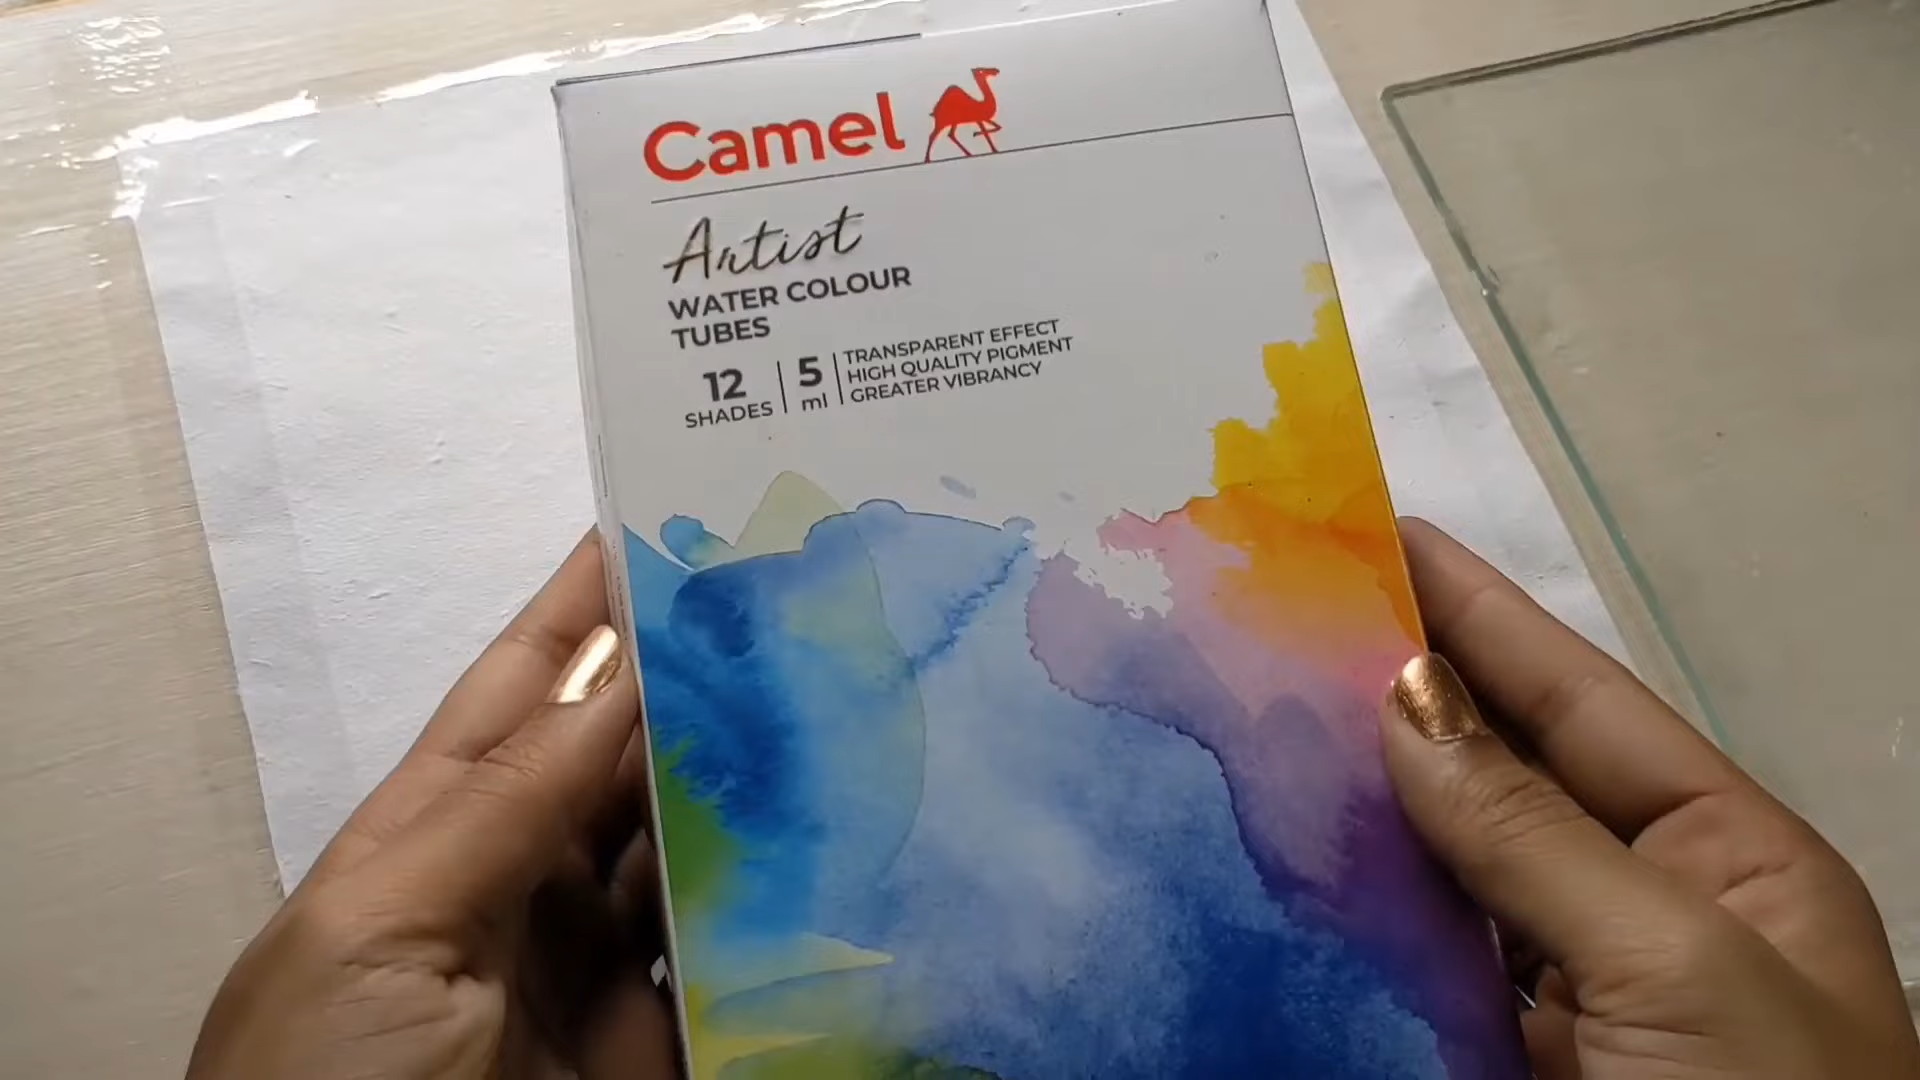 Camel
Artist
WATER COLOUR
TUBES
12
SHADES
5
ml
TRANSPARENT EFFECT
HIGH QUALITY PIGMENT
GREATER VIBRANCY